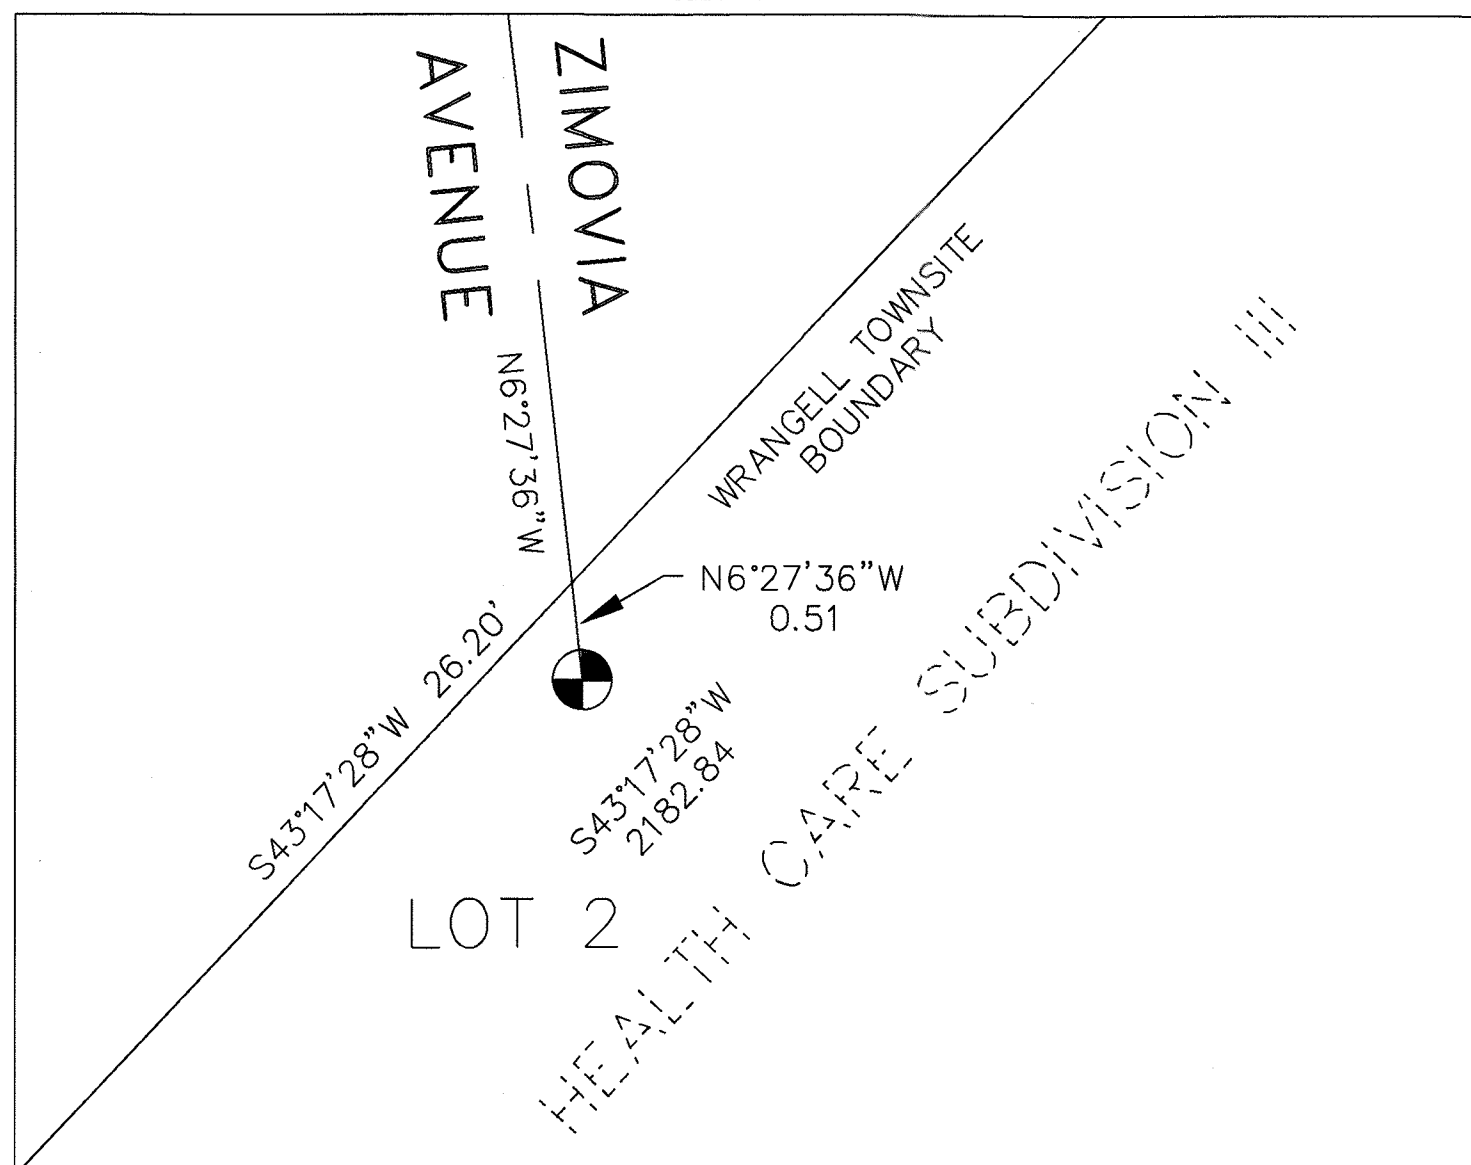 ZIMOVIA
AVENUE
N6°27'36"W
WRANGELL TOWNSITE
BOUNDARY
N6°27'36"W
0.51
S43°17'28"W 26.20'
S43°17'28"W
2182.84
LOT 2
HEALTH CARE SUBDIVISION III